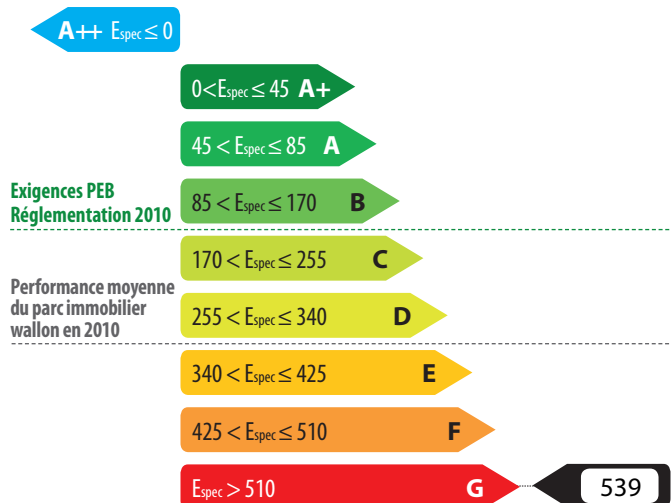 A++ Espec ≤ 0
0 < Espec ≤ 45 A+
45 < Espec ≤ 85 A
Exigences PEB
Réglementation 2010
85 < Espec ≤ 170 B
170 < Espec ≤ 255 C
Performance moyenne
du parc immobilier
wallon en 2010
255 < Espec ≤ 340 D
340 < Espec ≤ 425 E
425 < Espec ≤ 510 F
Espec > 510 G
539